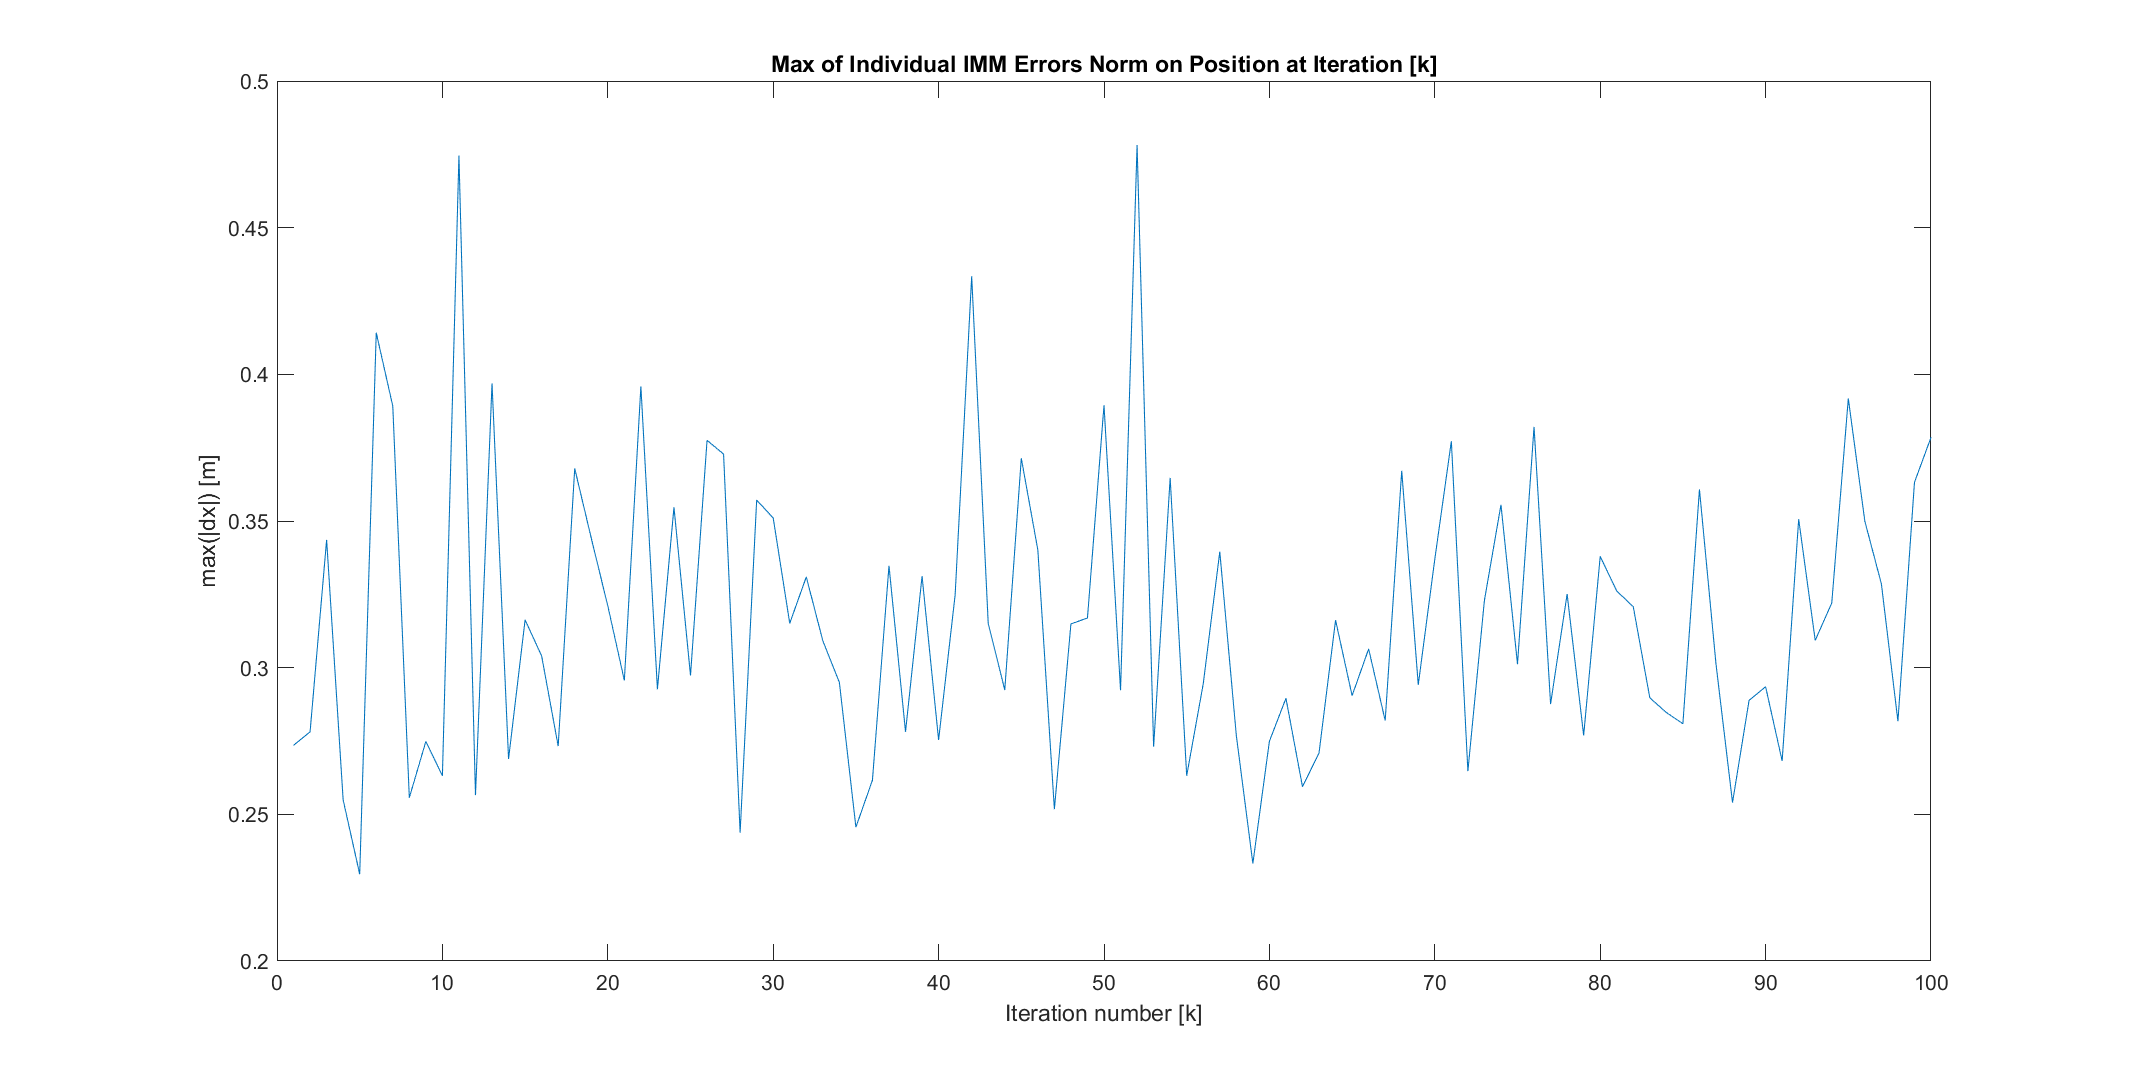 Max of Individual IMM Errors Norm on Position at Iteration [k]
0.5
0.45
0.4
0.35
0.3
0.25
0.2
max(|dx|) [m]
0 10 20 30 40 50 60 70 80 90 100
Iteration number [k]